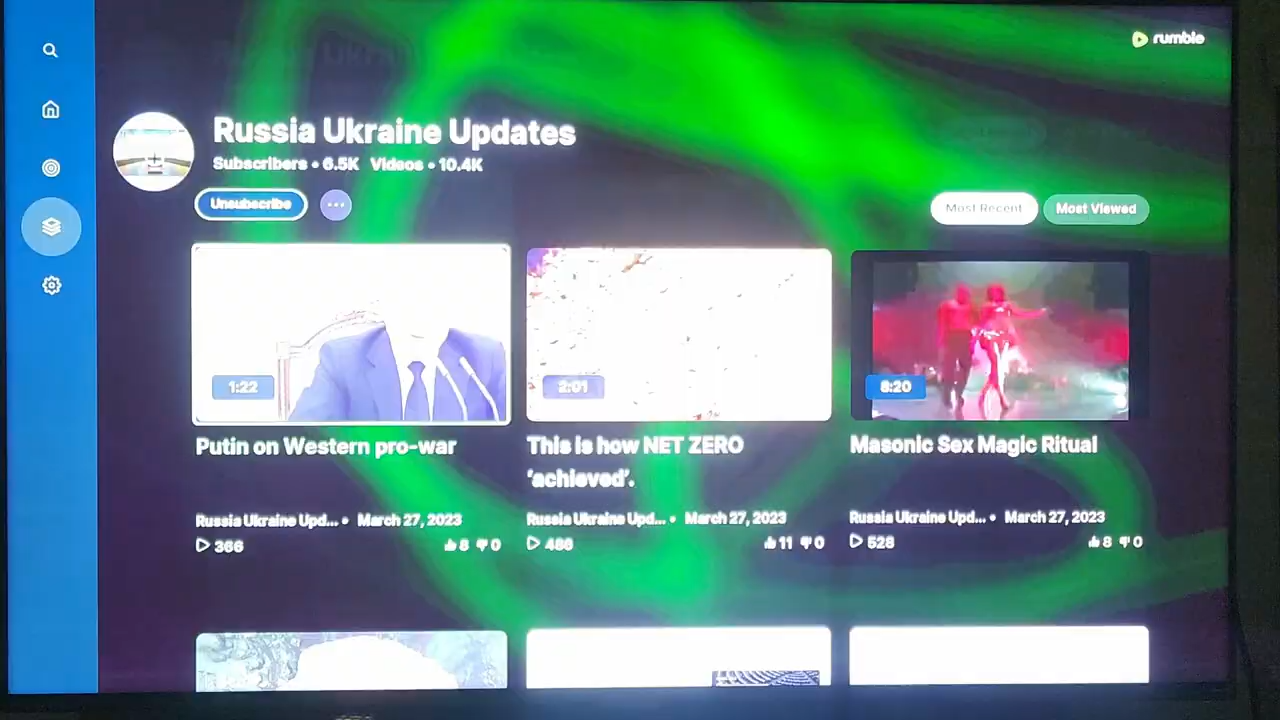 rumble
Russia Ukraine Updates
Subscribers • 6.5K Videos • 10.4K
Unsubscribe
Most Recent Most Viewed
1:22 2:01 8:20
Putin on Western pro-war
This is how NET ZERO
‘achieved’.
Masonic Sex Magic Ritual
Russia Ukraine Upd... • March 27, 2023
Russia Ukraine Upd... • March 27, 2023
Russia Ukraine Upd... • March 27, 2023
366 8 0
486 11 0
528 8 0